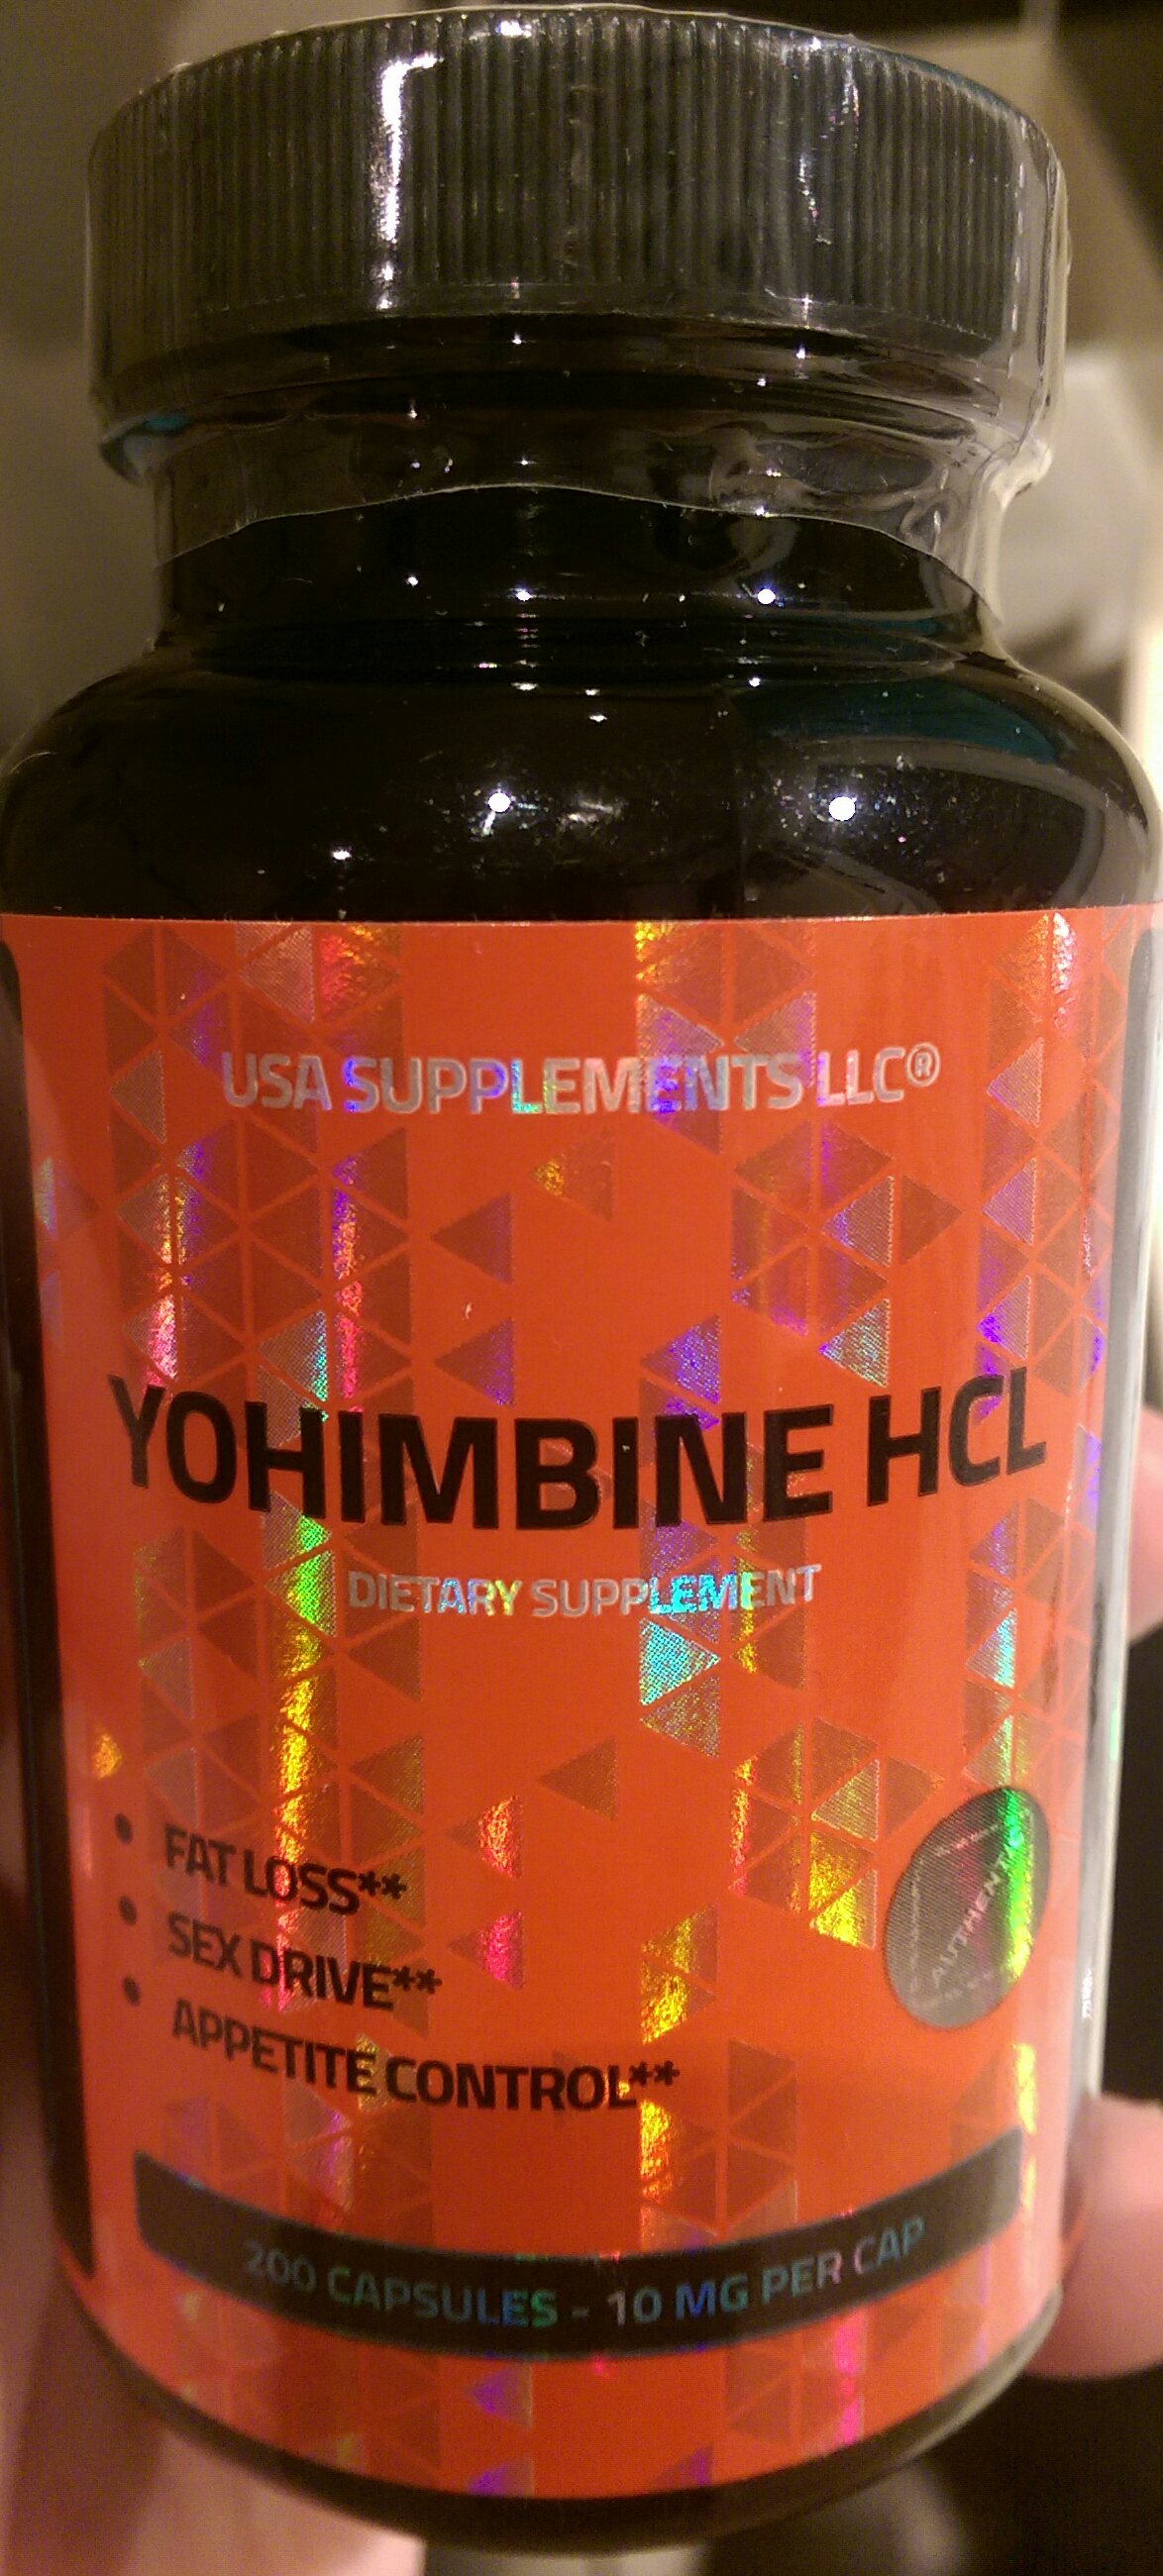 USA SUPPLEMENTS LLC®
YOHIMBINE HCL
DIETARY SUPPLEMENT
• FAT LOSS**
• SEX DRIVE**
• APPETITE CONTROL**
AUTHENTIC
200 CAPSULES - 10 MG PER CAP